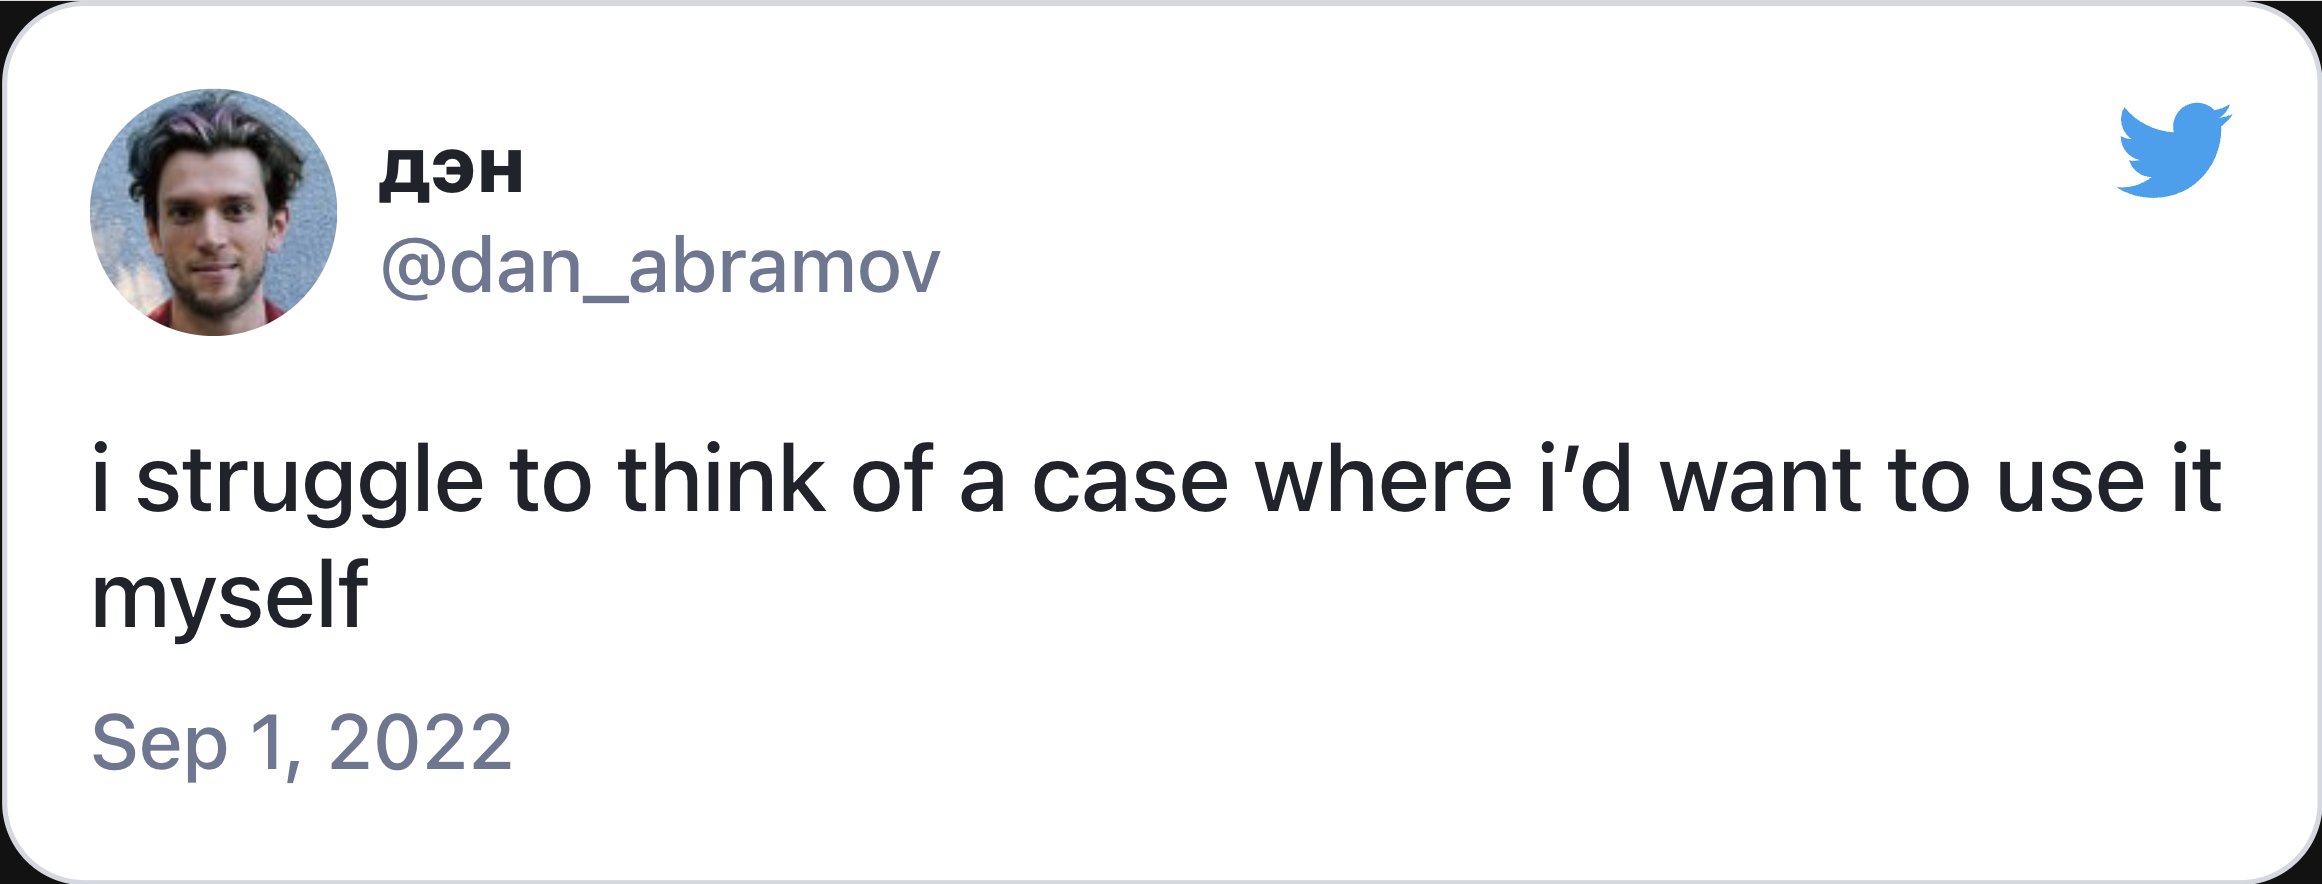 дэн
@dan_abramov
i struggle to think of a case where i’d want to use it
myself
Sep 1, 2022